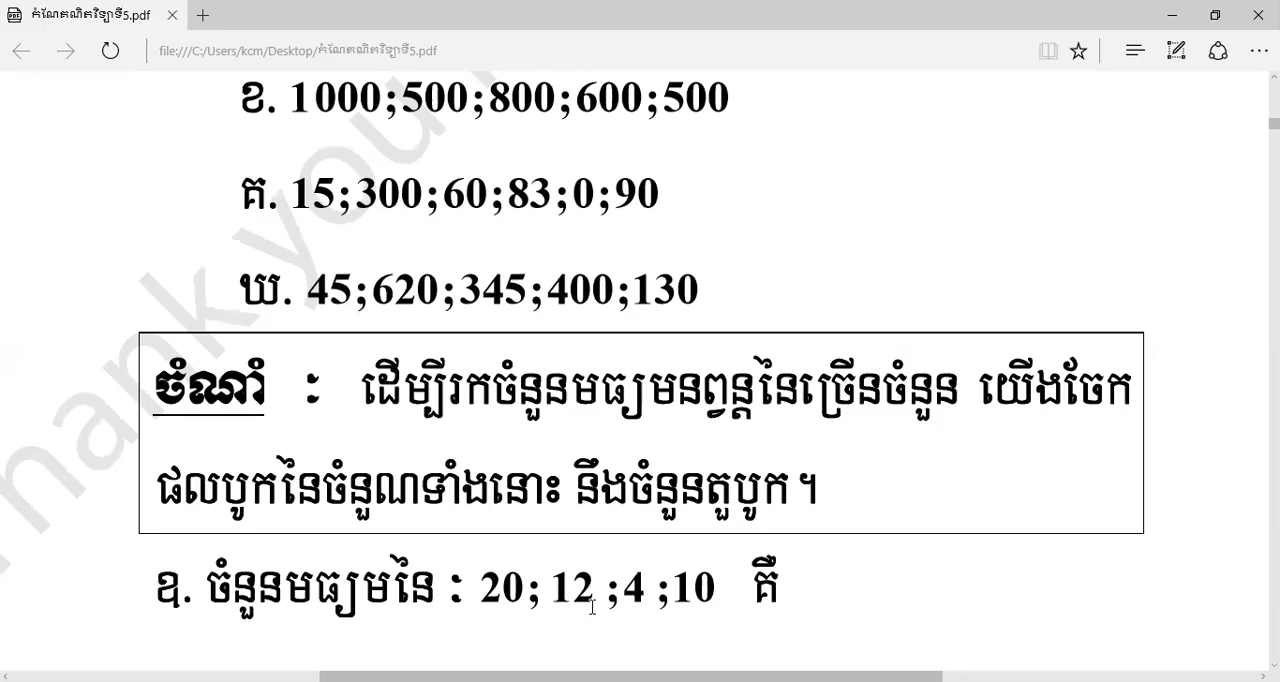 កំណែគណិតវិទ្យាទី5.pdf
file:///C:/Users/kcm/Desktop/កំណែគណិតវិទ្យាទី5.pdf
ខ. 1000;500;800;600;500
គ. 15;300;60;83;0;90
ឃ. 45;620;345;400;130
ចំណាំ ៖ ដើម្បីរកចំនួនមធ្យមនព្វន្តនៃច្រើនចំនួន យើងចែក
ផលបូកនៃចំនួណទាំងនោះ នឹងចំនួនតួបូក។
ឧ. ចំនួនមធ្យមនៃ ៖ 20; 12 ;4 ;10 គឺ